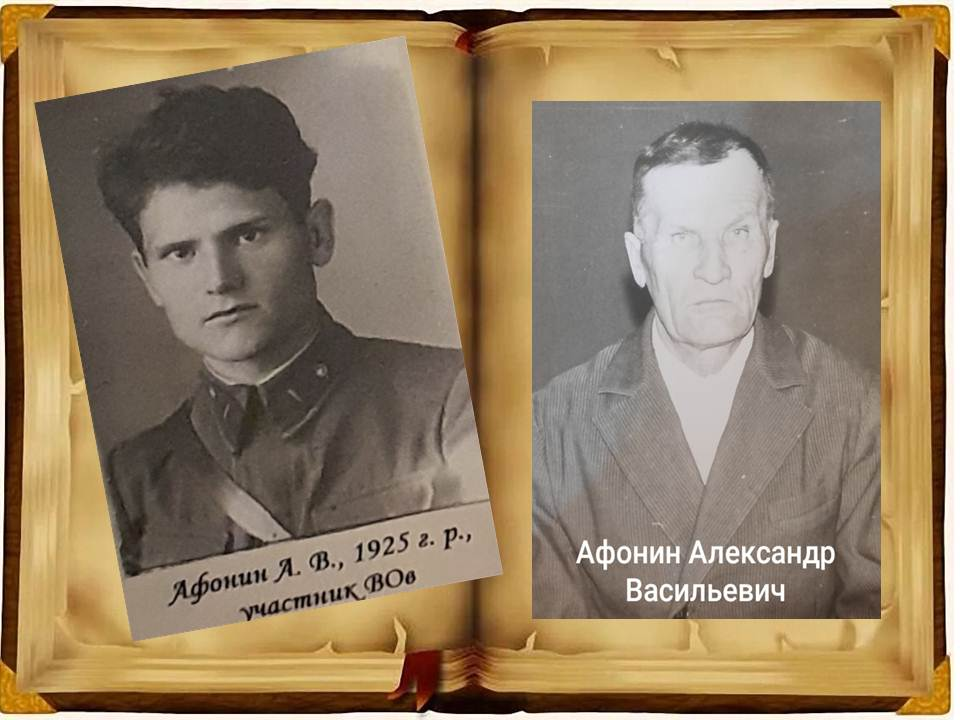 Афонин А. В., 1925 г. р.,
участник ВОв
Афонин Александр
Васильевич